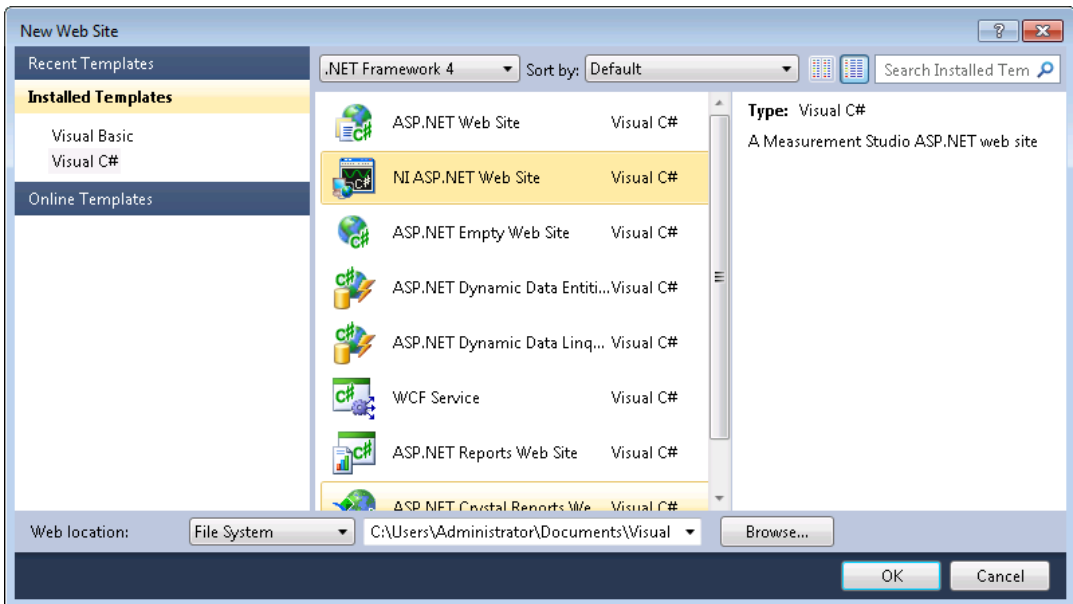 New Web Site
Recent Templates
Installed Templates
Visual Basic
Visual C#
Online Templates
.NET Framework 4 Sort by: Default Search Installed Tem
ASP.NET Web Site Visual C#
NI ASP.NET Web Site Visual C#
ASP.NET Empty Web Site Visual C#
ASP.NET Dynamic Data Entiti... Visual C#
ASP.NET Dynamic Data Linq... Visual C#
WCF Service Visual C#
ASP.NET Reports Web Site Visual C#
ASP.NET Crystal Reports We... Visual C#
Type: Visual C#
A Measurement Studio ASP.NET web site
Web location: File System C:\Users\Administrator\Documents\Visual Browse...
OK Cancel